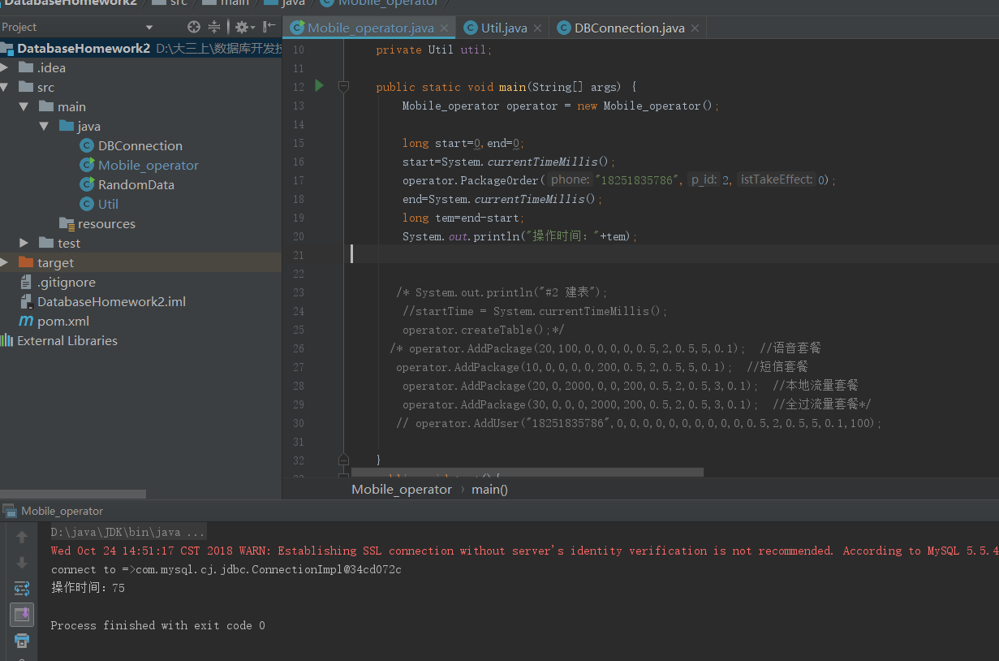 DatabaseHomework2 src main java Mobile_operator
Project
Mobile_operator.java Util.java DBConnection.java
DatabaseHomework2 D:\大三上\数据库开发技
.idea
src
main
java
DBConnection
Mobile_operator
RandomData
Util
resources
test
target
.gitignore
DatabaseHomework2.iml
pom.xml
External Libraries
10 private Util util;
11
12 public static void main(String[] args) {
13 Mobile_operator operator = new Mobile_operator();
14
15 long start=0,end=0;
16 start=System.currentTimeMillis();
17 operator.PackageOrder( phone: "18251835786", p_id: 2, istTakeEffect: 0);
18 end=System.currentTimeMillis();
19 long tem=end-start;
20 System.out.println("操作时间："+tem);
21
22
23 /* System.out.println("#2 建表");
24 //startTime = System.currentTimeMillis();
25 operator.createTable();*/
26 /* operator.AddPackage(20,100,0,0,0,0,0.5,2,0.5,5,0.1); //语音套餐
27 operator.AddPackage(10,0,0,0,0,200,0.5,2,0.5,5,0.1); //短信套餐
28 operator.AddPackage(20,0,2000,0,0,200,0.5,2,0.5,3,0.1); //本地流量套餐
29 operator.AddPackage(30,0,0,0,2000,200,0.5,2,0.5,3,0.1); //全过流量套餐*/
30 // operator.AddUser("18251835786",0,0,0,0,0,0,0,0,0,0,0.5,2,0.5,5,0.1,100);
31
32 }
Mobile_operator › main()
Mobile_operator
D:\java\JDK\bin\java ...
Wed Oct 24 14:51:17 CST 2018 WARN: Establishing SSL connection without server's identity verification is not recommended. According to MySQL 5.5.4
connect to =>com.mysql.cj.jdbc.ConnectionImpl@34cd072c
操作时间：75
Process finished with exit code 0